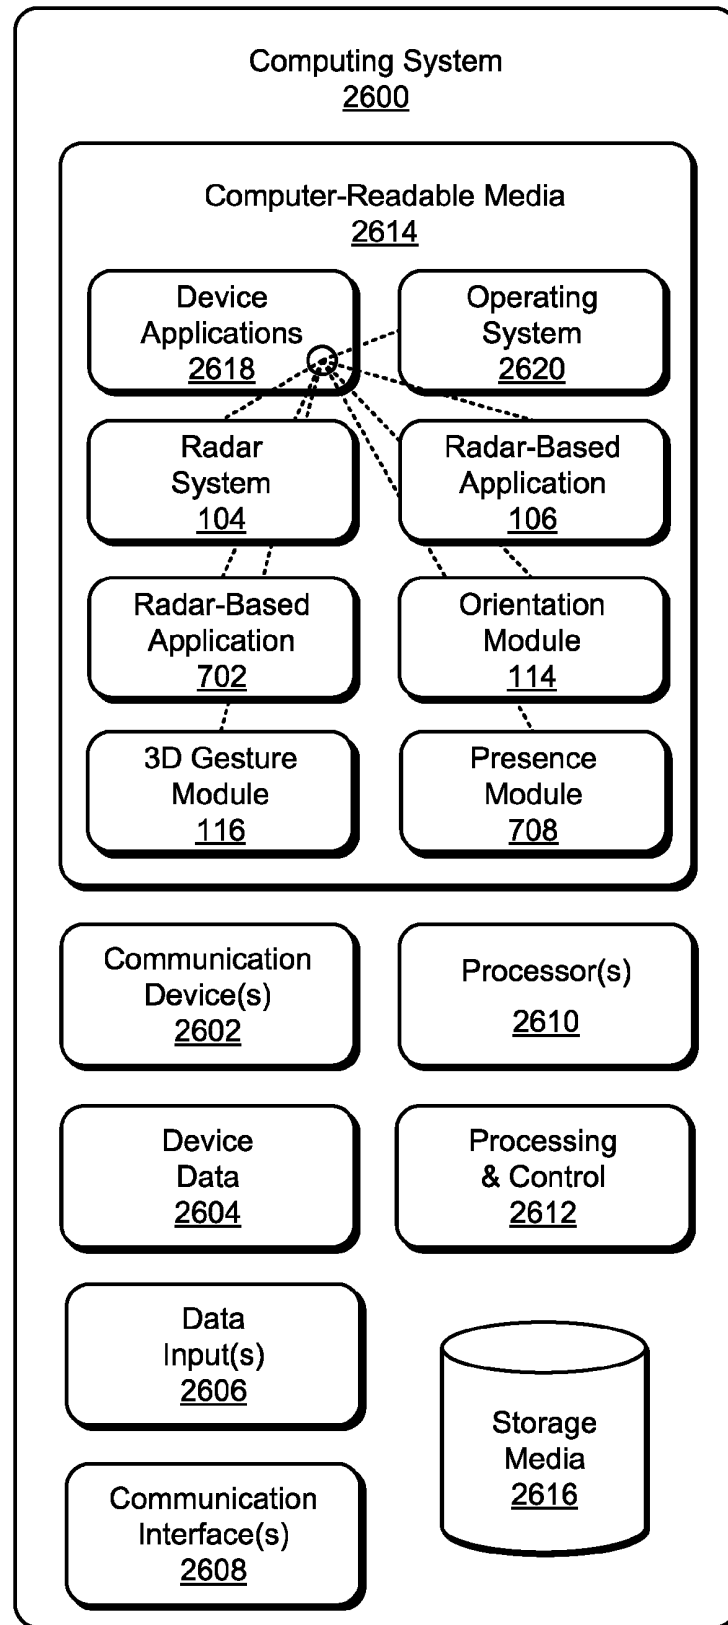 Computing System
2600
Computer-Readable Media
2614
Device
Applications
2618
Operating
System
2620
Radar
System
104
Radar-Based
Application
106
Radar-Based
Application
702
Orientation
Module
114
3D Gesture
Module
116
Presence
Module
708
Communication
Device(s)
2602
Processor(s)
2610
Device
Data
2604
Processing
& Control
2612
Data
Input(s)
2606
Storage
Media
2616
Communication
Interface(s)
2608